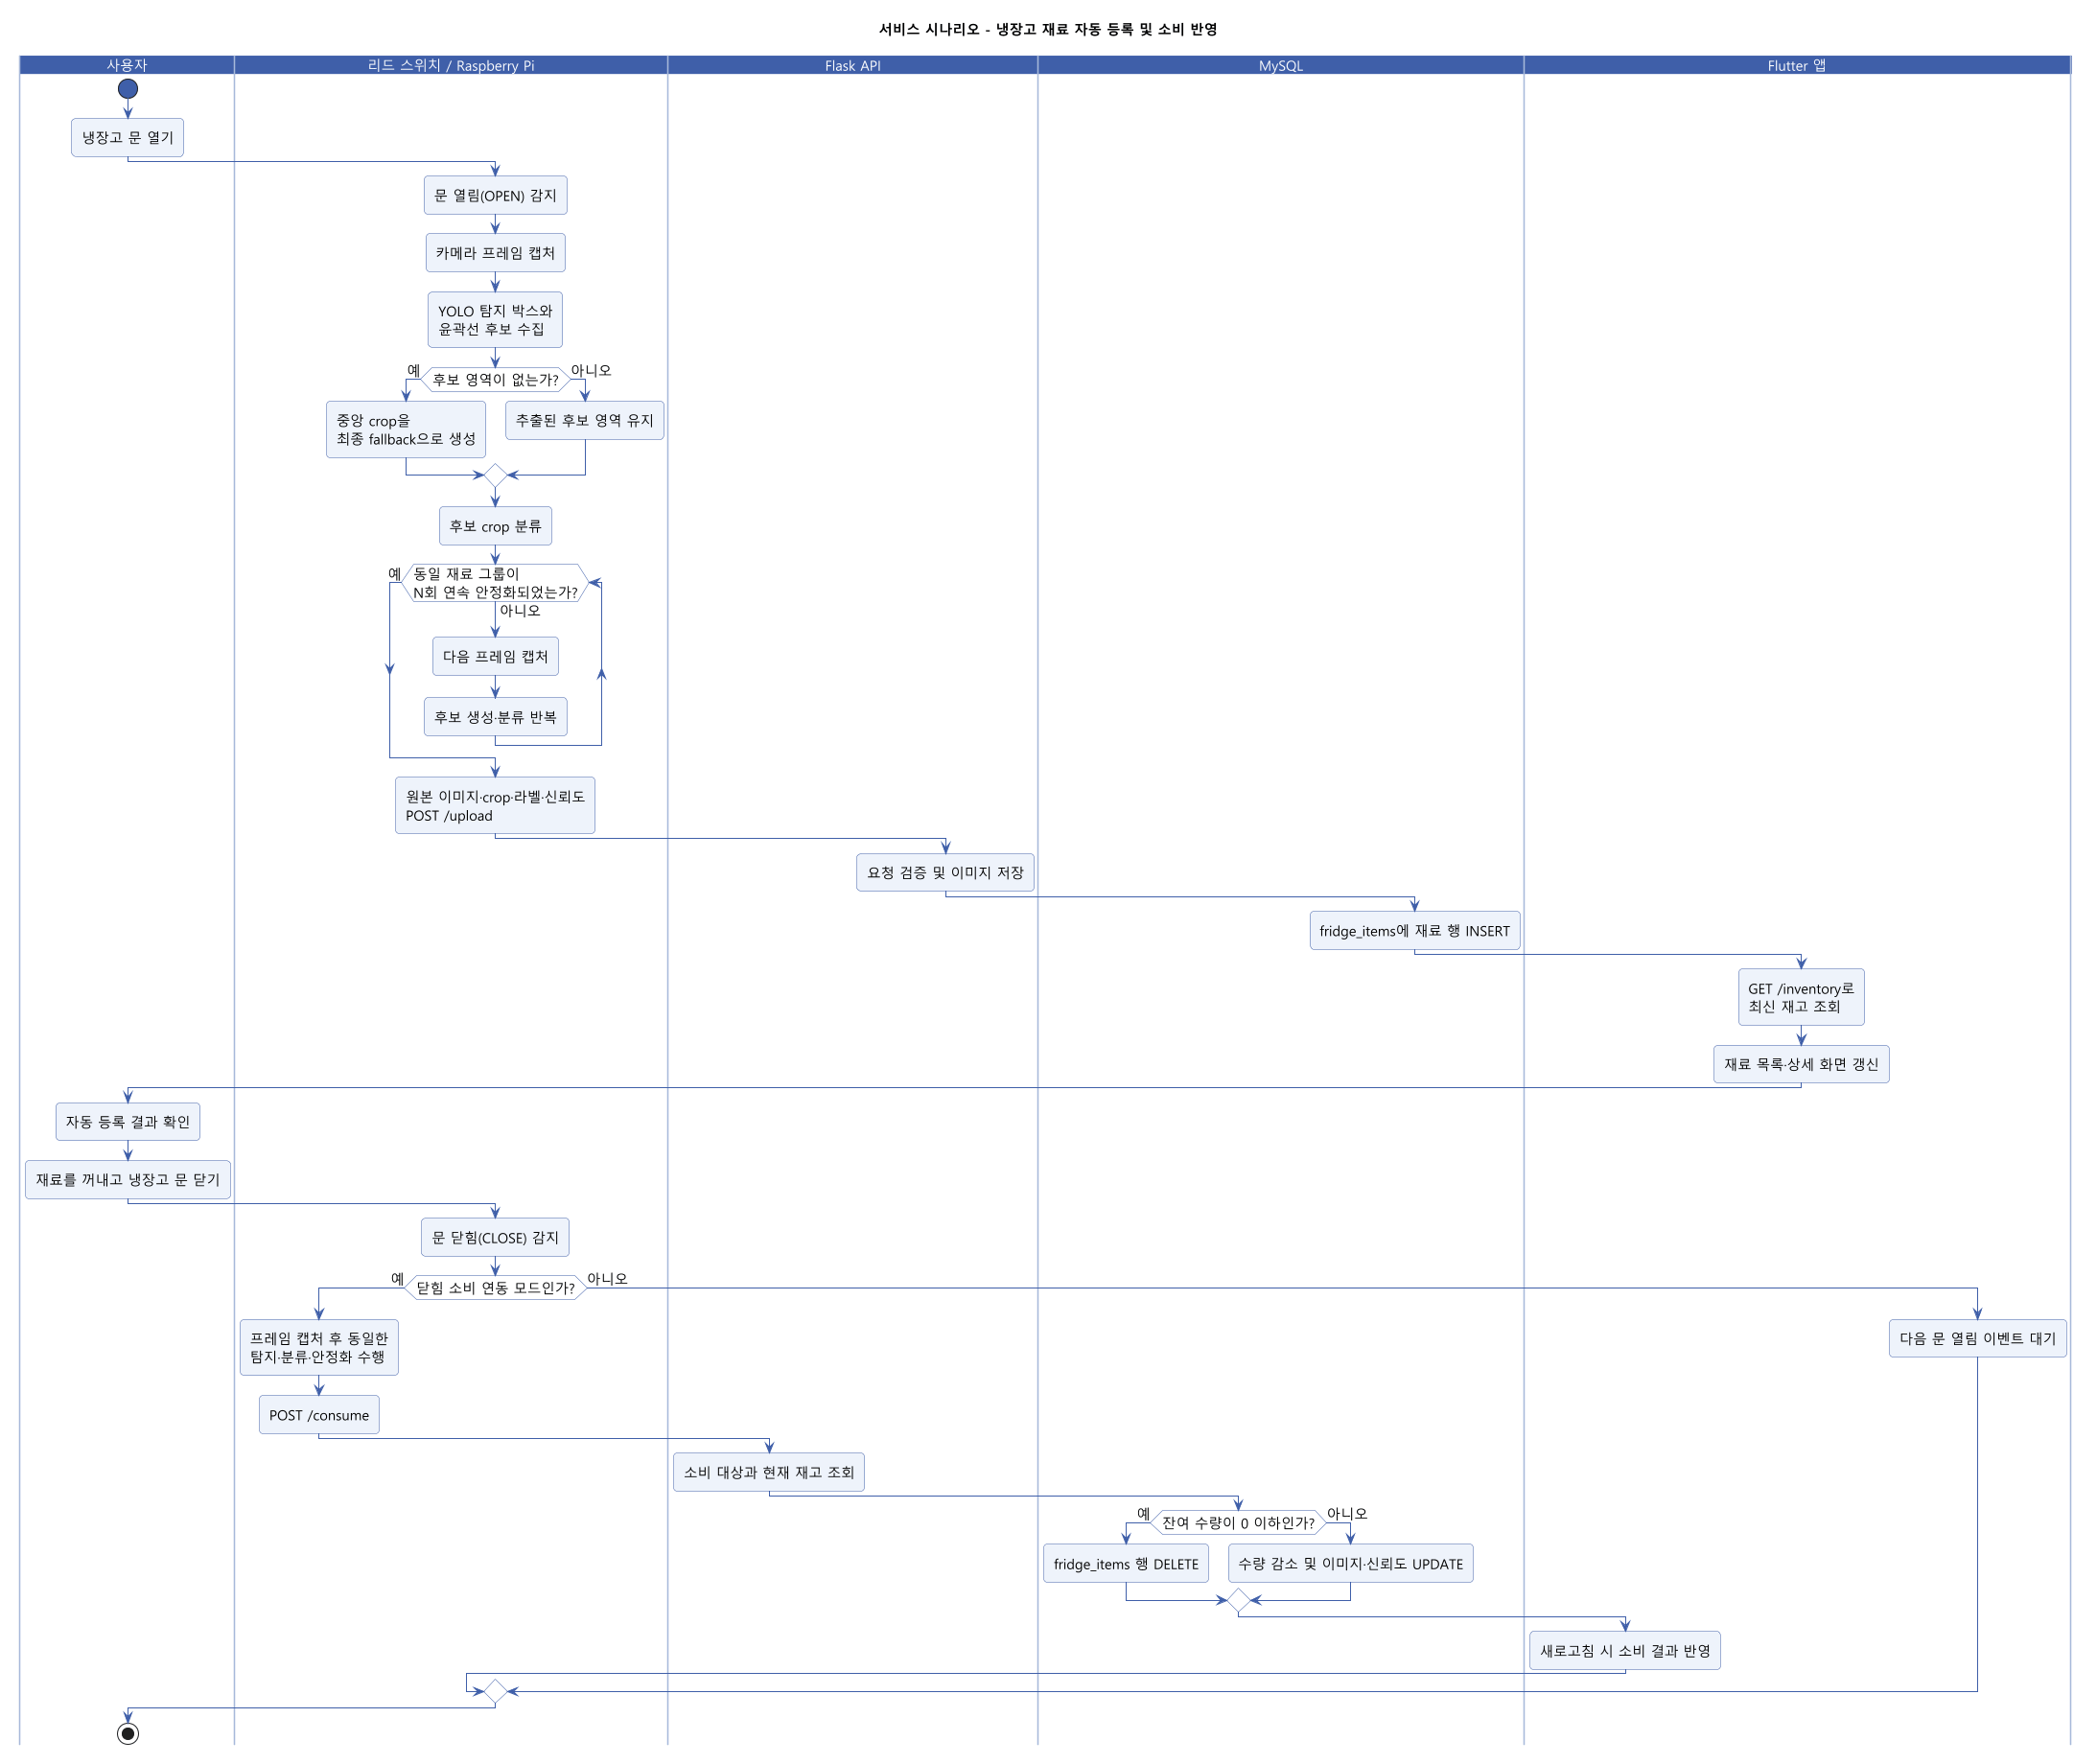 서비스 시나리오 - 냉장고 재료 자동 등록 및 소비 반영
사용자
리드 스위치 / Raspberry Pi
Flask API
MySQL
Flutter 앱
냉장고 문 열기
문 열림(OPEN) 감지
카메라 프레임 캡처
YOLO 탐지 박스와
윤곽선 후보 수집
예
후보 영역이 없는가?
아니오
중앙 crop을
최종 fallback으로 생성
추출된 후보 영역 유지
후보 crop 분류
예
동일 재료 그룹이
N회 연속 안정화되었는가?
아니오
다음 프레임 캡처
후보 생성·분류 반복
원본 이미지·crop·라벨·신뢰도
POST /upload
요청 검증 및 이미지 저장
fridge_items에 재료 행 INSERT
GET /inventory로
최신 재고 조회
재료 목록·상세 화면 갱신
자동 등록 결과 확인
재료를 꺼내고 냉장고 문 닫기
문 닫힘(CLOSE) 감지
예
닫힘 소비 연동 모드인가?
아니오
프레임 캡처 후 동일한
탐지·분류·안정화 수행
다음 문 열림 이벤트 대기
POST /consume
소비 대상과 현재 재고 조회
예
잔여 수량이 0 이하인가?
아니오
fridge_items 행 DELETE
수량 감소 및 이미지·신뢰도 UPDATE
새로고침 시 소비 결과 반영